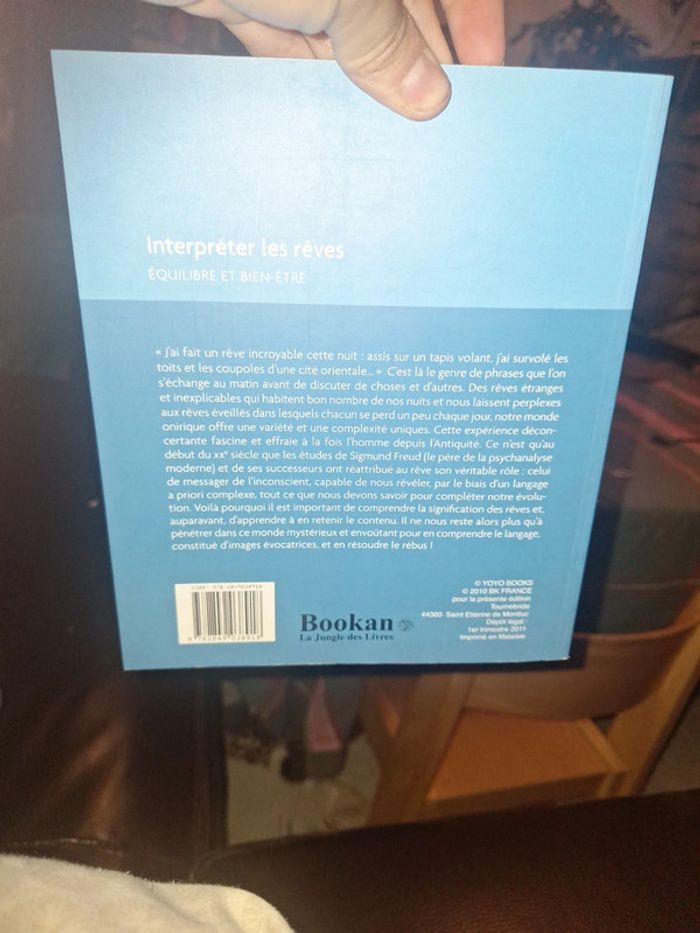 Interpréter les rêves
ÉQUILIBRE ET BIEN-ÊTRE
« J'ai fait un rêve incroyable cette nuit : assis sur un tapis volant, j'ai survolé les
toits et les coupoles d'une cité orientale... » C'est là le genre de phrases que l'on
s'échange au matin avant de discuter de choses et d'autres. Des rêves étranges
et inexplicables qui habitent bon nombre de nos nuits et nous laissent perplexes
aux rêves éveillés dans lesquels chacun se perd un peu chaque jour, notre monde
onirique offre une variété et une complexité uniques. Cette expérience décon-
certante fascine et effraie à la fois l'homme depuis l'Antiquité. Ce n'est qu'au
début du XXe siècle que les études de Sigmund Freud (le père de la psychanalyse
moderne) et de ses successeurs ont réattribué au rêve son véritable rôle : celui
de messager de l'inconscient, capable de nous révéler, par le biais d'un langage
a priori complexe, tout ce que nous devons savoir pour compléter notre évolu-
tion. Voilà pourquoi il est important de comprendre la signification des rêves et,
auparavant, d'apprendre à en retenir le contenu. Il ne nous reste alors plus qu'à
pénétrer dans ce monde mystérieux et envoûtant pour en comprendre le langage,
constitué d'images évocatrices, et en résoudre le rébus !
Bookan
La Jungle des Livres
© YOYO BOOKS
© 2010 BK FRANCE
pour la présente édition
Tournebride
44360 Saint Etienne de Montluc
Dépôt légal :
1er trimestre 2011
Imprimé en Malaisie